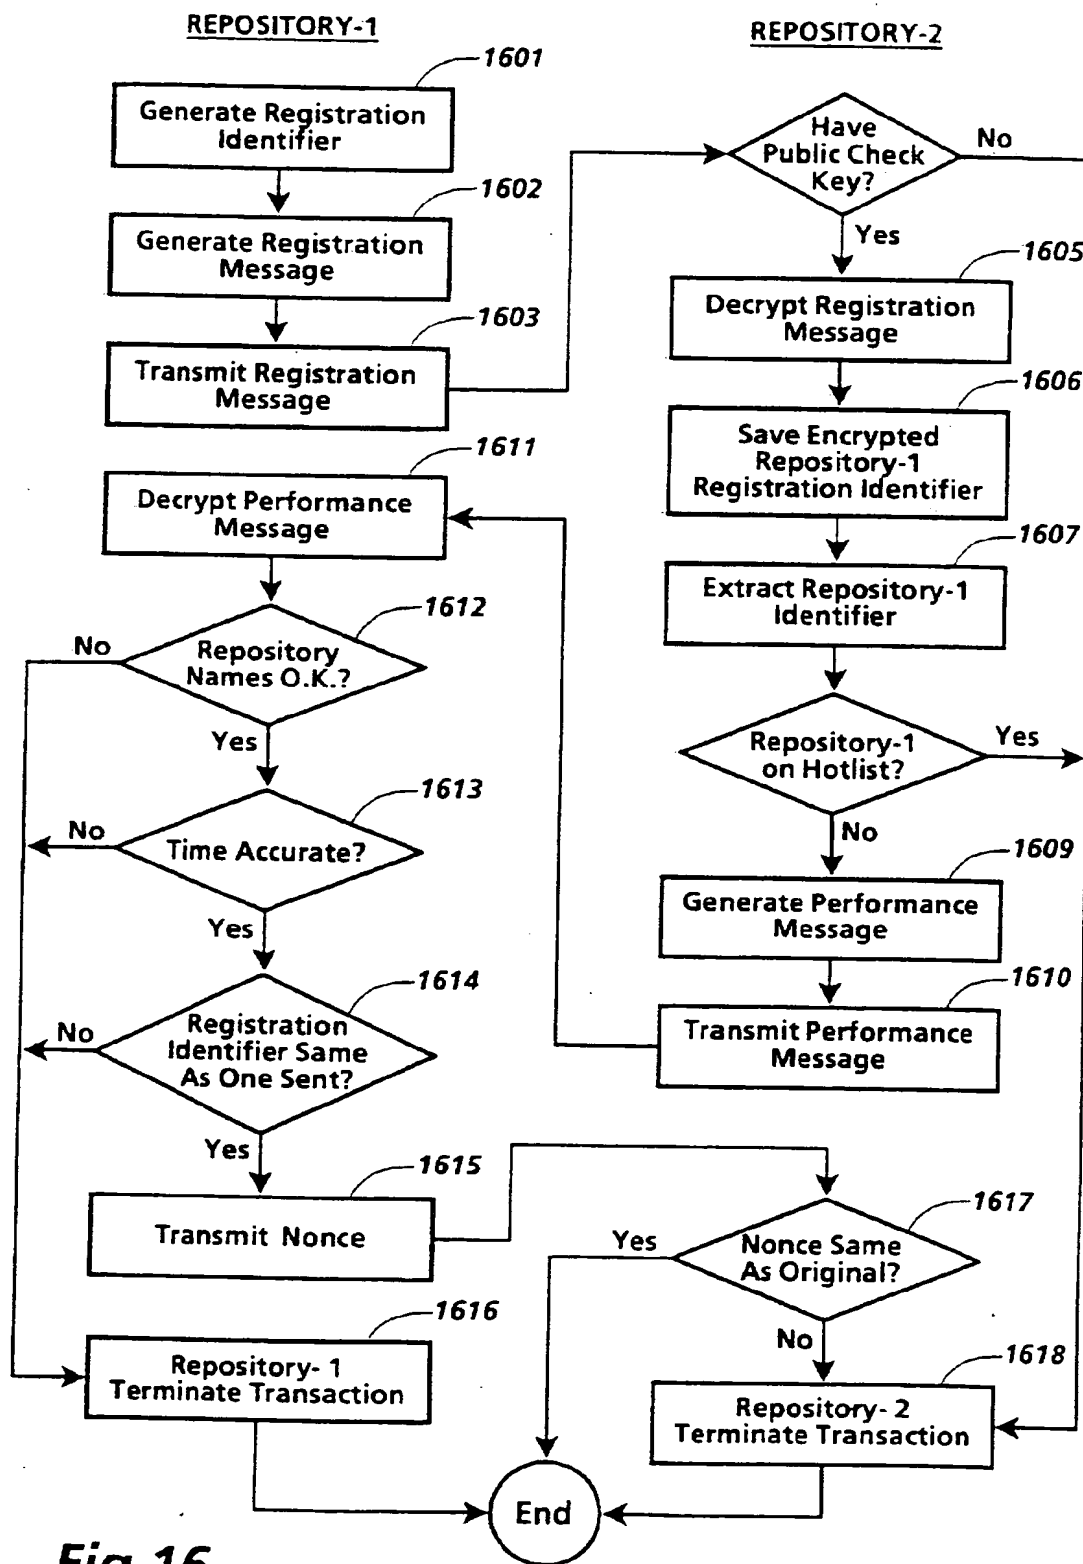 REPOSITORY-1
1601
Generate Registration
Identifier
1602
Generate Registration
Message
1603
Transmit Registration
Message
1611
Decrypt Performance
Message
1612
No
Repository
Names O.K.?
Yes
1613
No
Time Accurate?
Yes
1614
No
Registration
Identifier Same
As One Sent?
Yes
1615
Transmit Nonce
1616
Repository- 1
Terminate Transaction
REPOSITORY-2
Have
Public Check
Key?
No
Yes
1605
Decrypt Registration
Message
1606
Save Encrypted
Repository-1
Registration Identifier
1607
Extract Repository-1
Identifier
Repository-1
on Hotlist?
Yes
No
1609
Generate Performance
Message
1610
Transmit Performance
Message
1617
Yes
Nonce Same
As Original?
No
1618
Repository- 2
Terminate Transaction
End
Fig.16